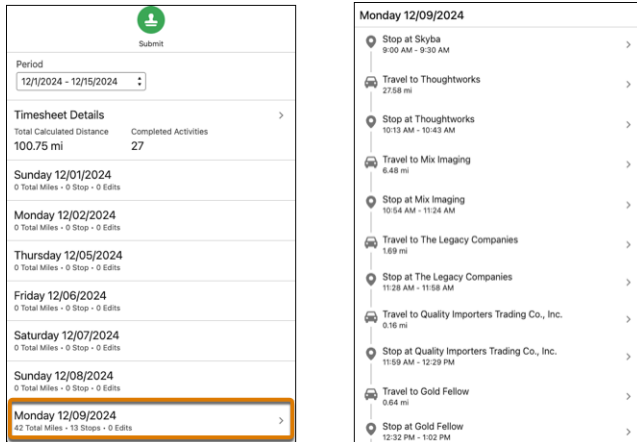 Submit
Period
12/1/2024 - 12/15/2024
Timesheet Details
Total Calculated Distance Completed Activities
100.75 mi 27
Sunday 12/01/2024
0 Total Miles • 0 Stop • 0 Edits
Monday 12/02/2024
0 Total Miles • 0 Stop • 0 Edits
Thursday 12/05/2024
0 Total Miles • 0 Stop • 0 Edits
Friday 12/06/2024
0 Total Miles • 0 Stop • 0 Edits
Saturday 12/07/2024
0 Total Miles • 0 Stop • 0 Edits
Sunday 12/08/2024
0 Total Miles • 0 Stop • 0 Edits
Monday 12/09/2024
42 Total Miles • 13 Stops • 0 Edits
Monday 12/09/2024
Stop at Skyba
9:00 AM - 9:30 AM
Travel to Thoughtworks
27.58 mi
Stop at Thoughtworks
10:13 AM - 10:43 AM
Travel to Mix Imaging
6.48 mi
Stop at Mix Imaging
10:54 AM - 11:24 AM
Travel to The Legacy Companies
1.69 mi
Stop at The Legacy Companies
11:28 AM - 11:58 AM
Travel to Quality Importers Trading Co., Inc.
0.16 mi
Stop at Quality Importers Trading Co., Inc.
11:59 AM - 12:29 PM
Travel to Gold Fellow
0.64 mi
Stop at Gold Fellow
12:32 PM - 1:02 PM